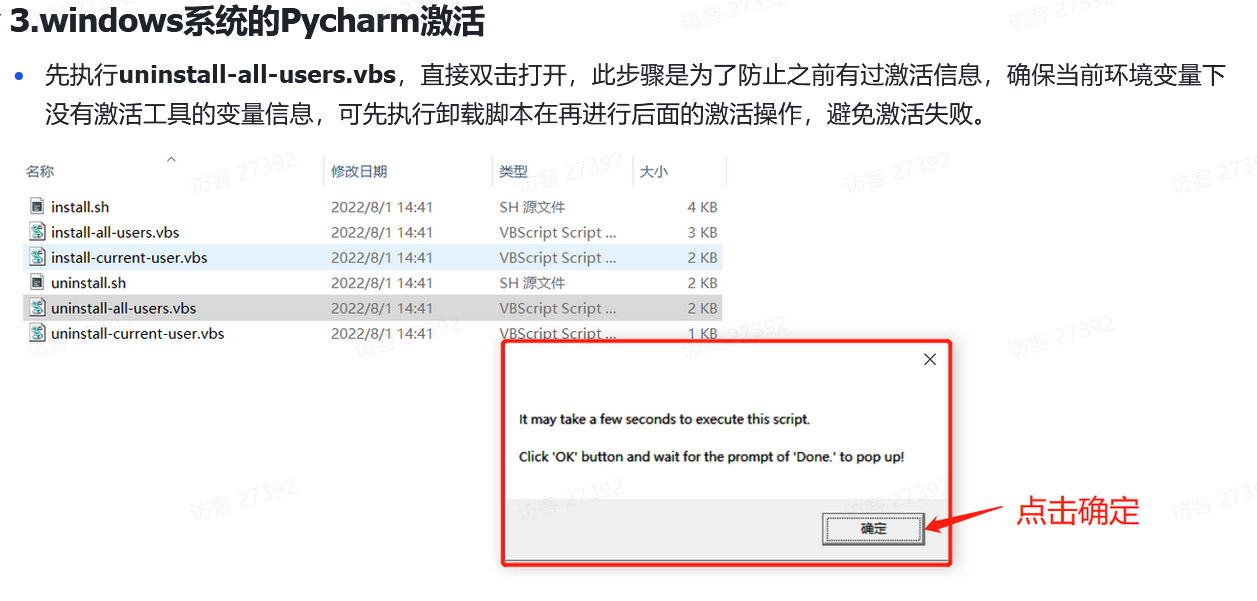 3.windows系统的Pycharm激活
先执行uninstall-all-users.vbs，直接双击打开，此步骤是为了防止之前有过激活信息，确保当前环境变量下
没有激活工具的变量信息，可先执行卸载脚本在再进行后面的激活操作，避免激活失败。
名称 修改日期 类型 大小
install.sh 2022/8/1 14:41 SH 源文件 4 KB
install-all-users.vbs 2022/8/1 14:41 VBScript Script ... 3 KB
install-current-user.vbs 2022/8/1 14:41 VBScript Script ... 2 KB
uninstall.sh 2022/8/1 14:41 SH 源文件 2 KB
uninstall-all-users.vbs 2022/8/1 14:41 VBScript Script ... 2 KB
uninstall-current-user.vbs 2022/8/1 14:41 VBScript Script ... 1 KB
It may take a few seconds to execute this script.
Click 'OK' button and wait for the prompt of 'Done.' to pop up!
确定
点击确定
访客 27392